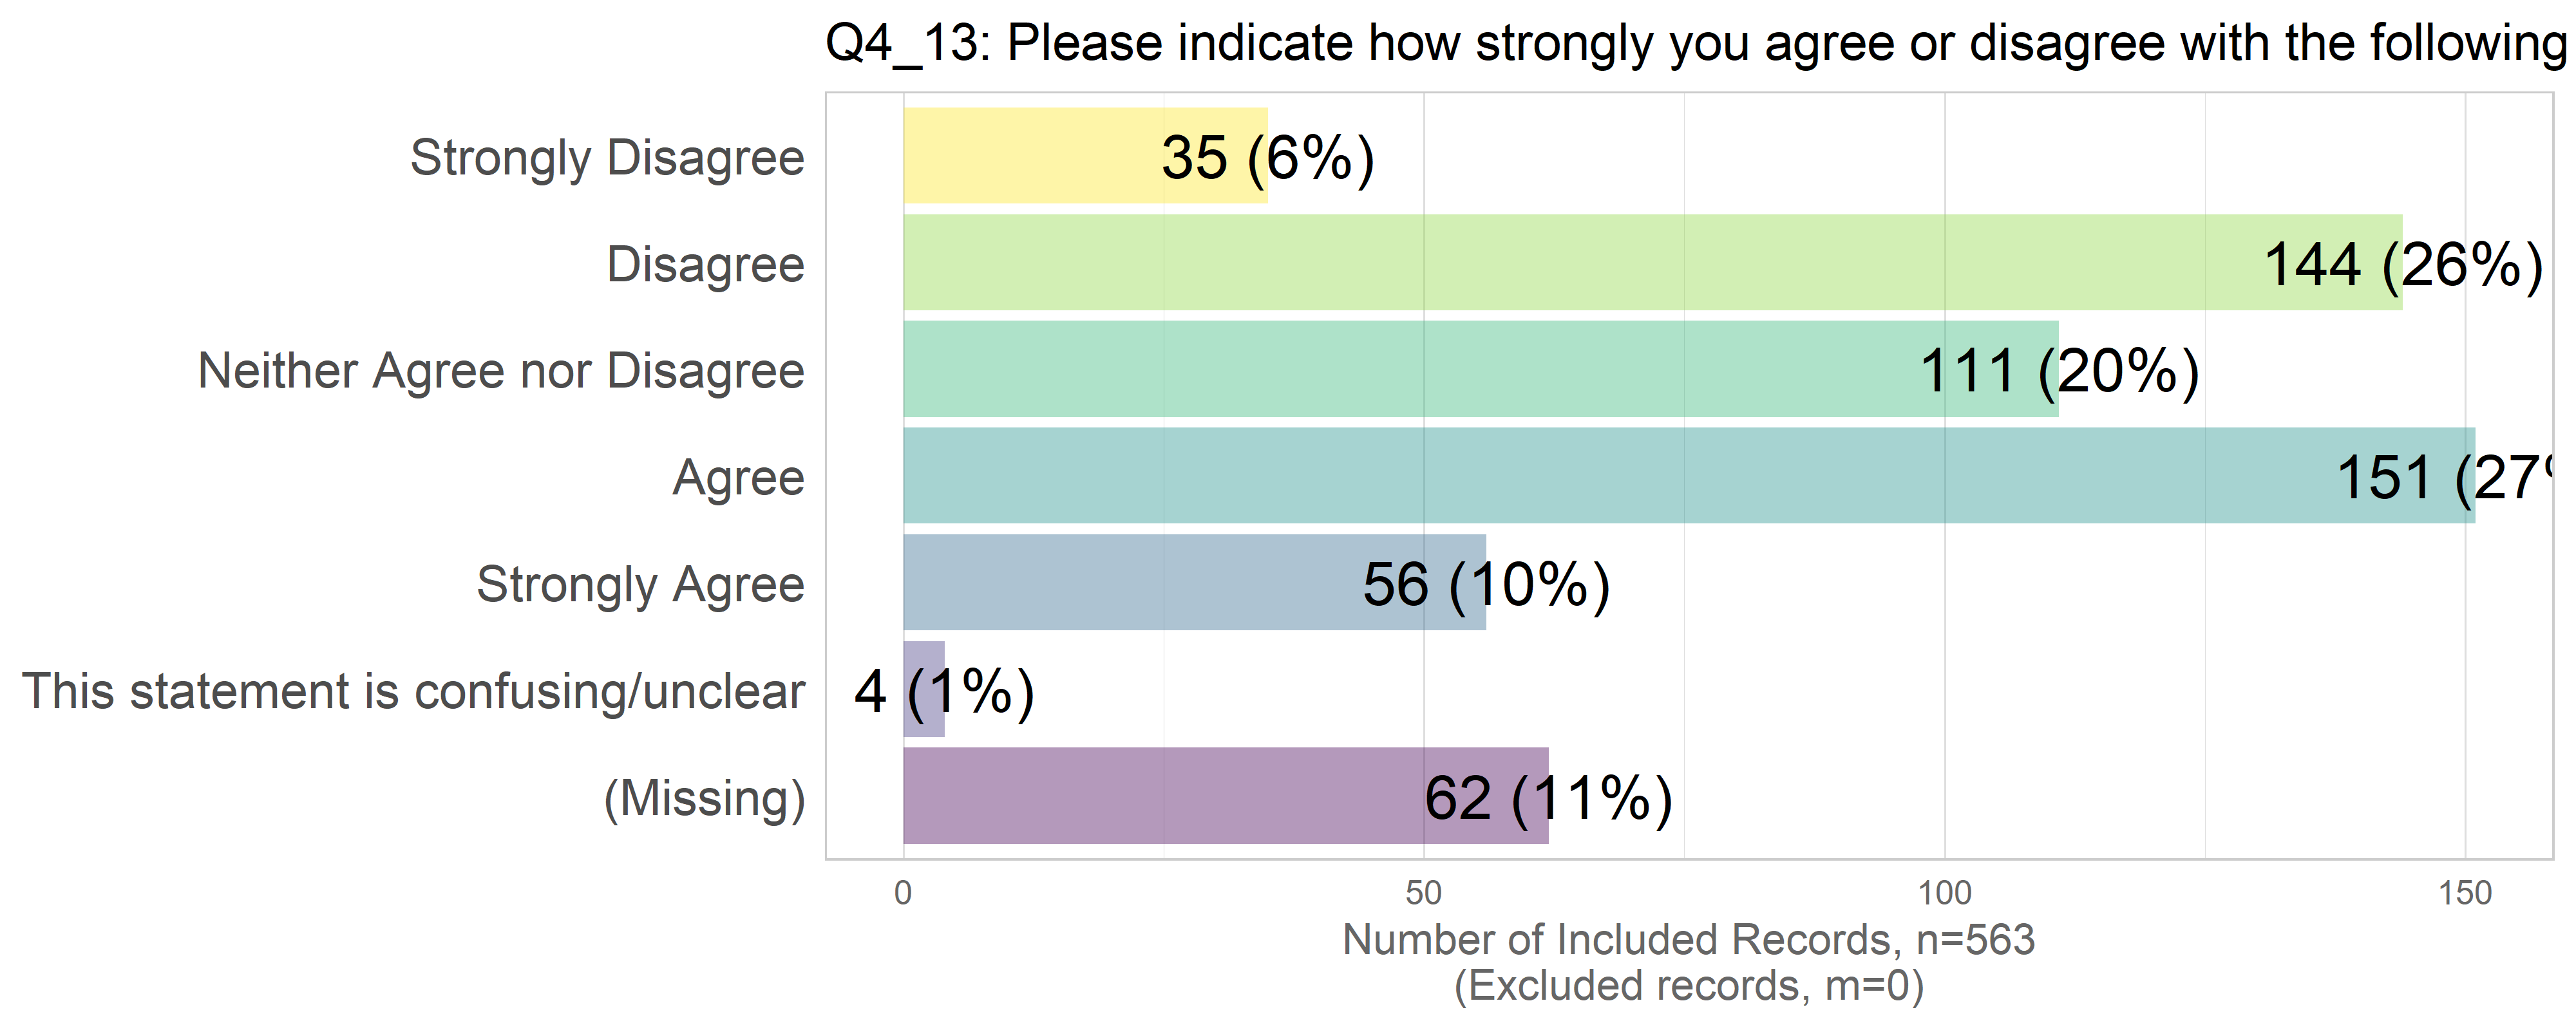 Q4_13: Please indicate how strongly you agree or disagree with the following
Strongly Disagree
35 (6%)
Disagree
144 (26%)
Neither Agree nor Disagree
111 (20%)
Agree
151 (27%
Strongly Agree
56 (10%)
This statement is confusing/unclear
4 (1%)
(Missing)
62 (11%)
0 50 100 150
Number of Included Records, n=563
(Excluded records, m=0)